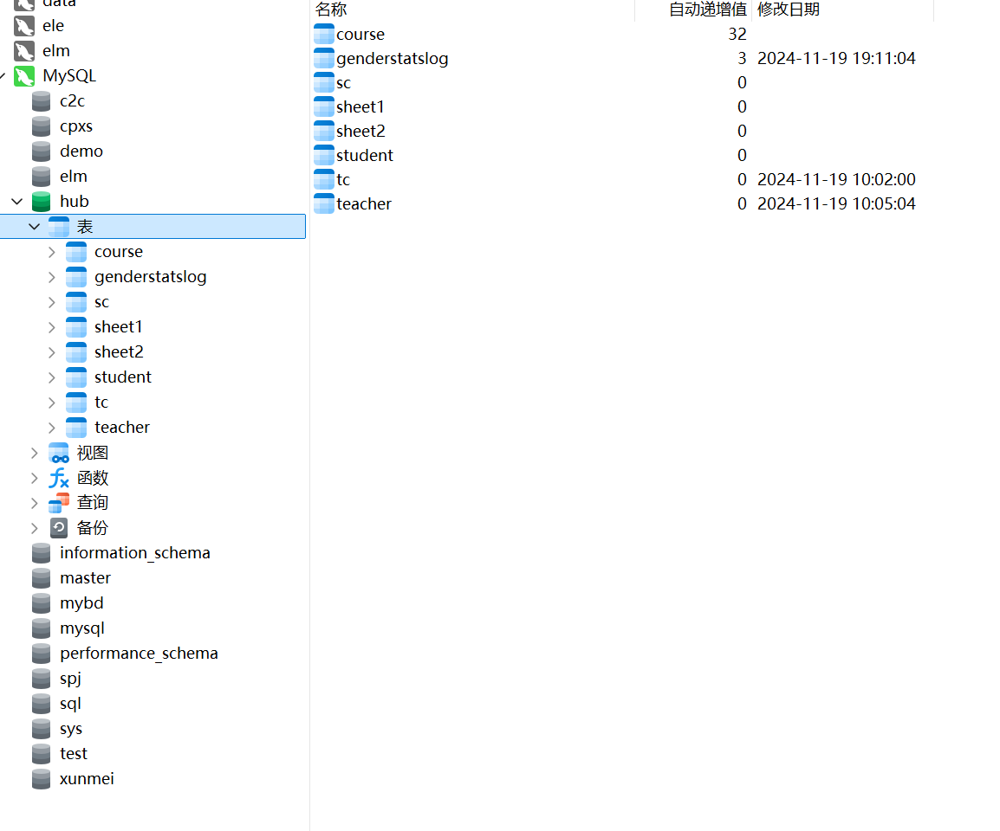 data
ele
elm
MySQL
c2c
cpxs
demo
elm
hub
表
course
genderstatslog
sc
sheet1
sheet2
student
tc
teacher
视图
函数
查询
备份
information_schema
master
mybd
mysql
performance_schema
spj
sql
sys
test
xunmei
名称 自动递增值 修改日期
course 32
genderstatslog 3 2024-11-19 19:11:04
sc 0
sheet1 0
sheet2 0
student 0
tc 0 2024-11-19 10:02:00
teacher 0 2024-11-19 10:05:04